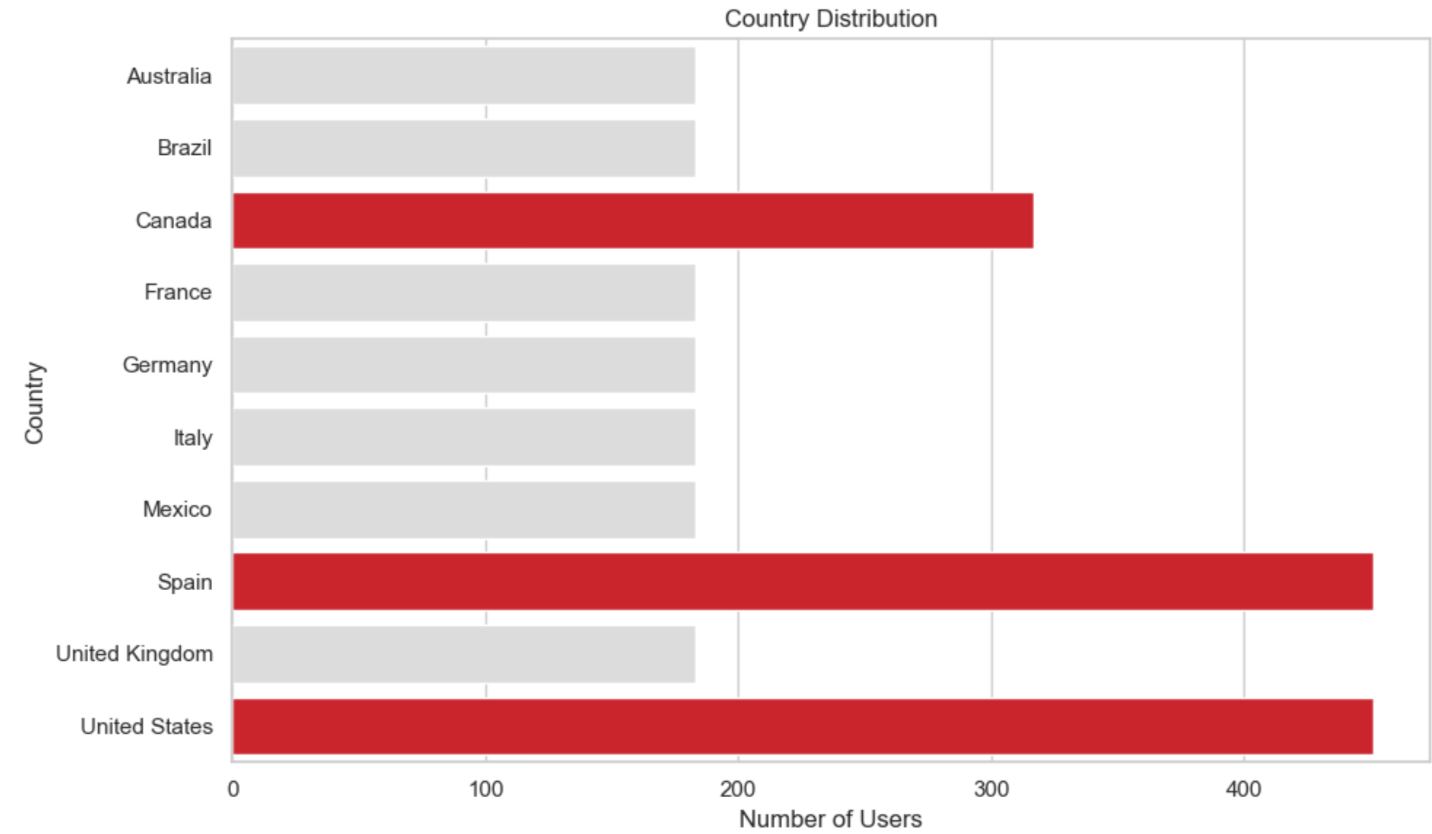 Country Distribution
Australia
Brazil
Canada
France
Germany
Italy
Mexico
Spain
United Kingdom
United States
Country
0 100 200 300 400
Number of Users